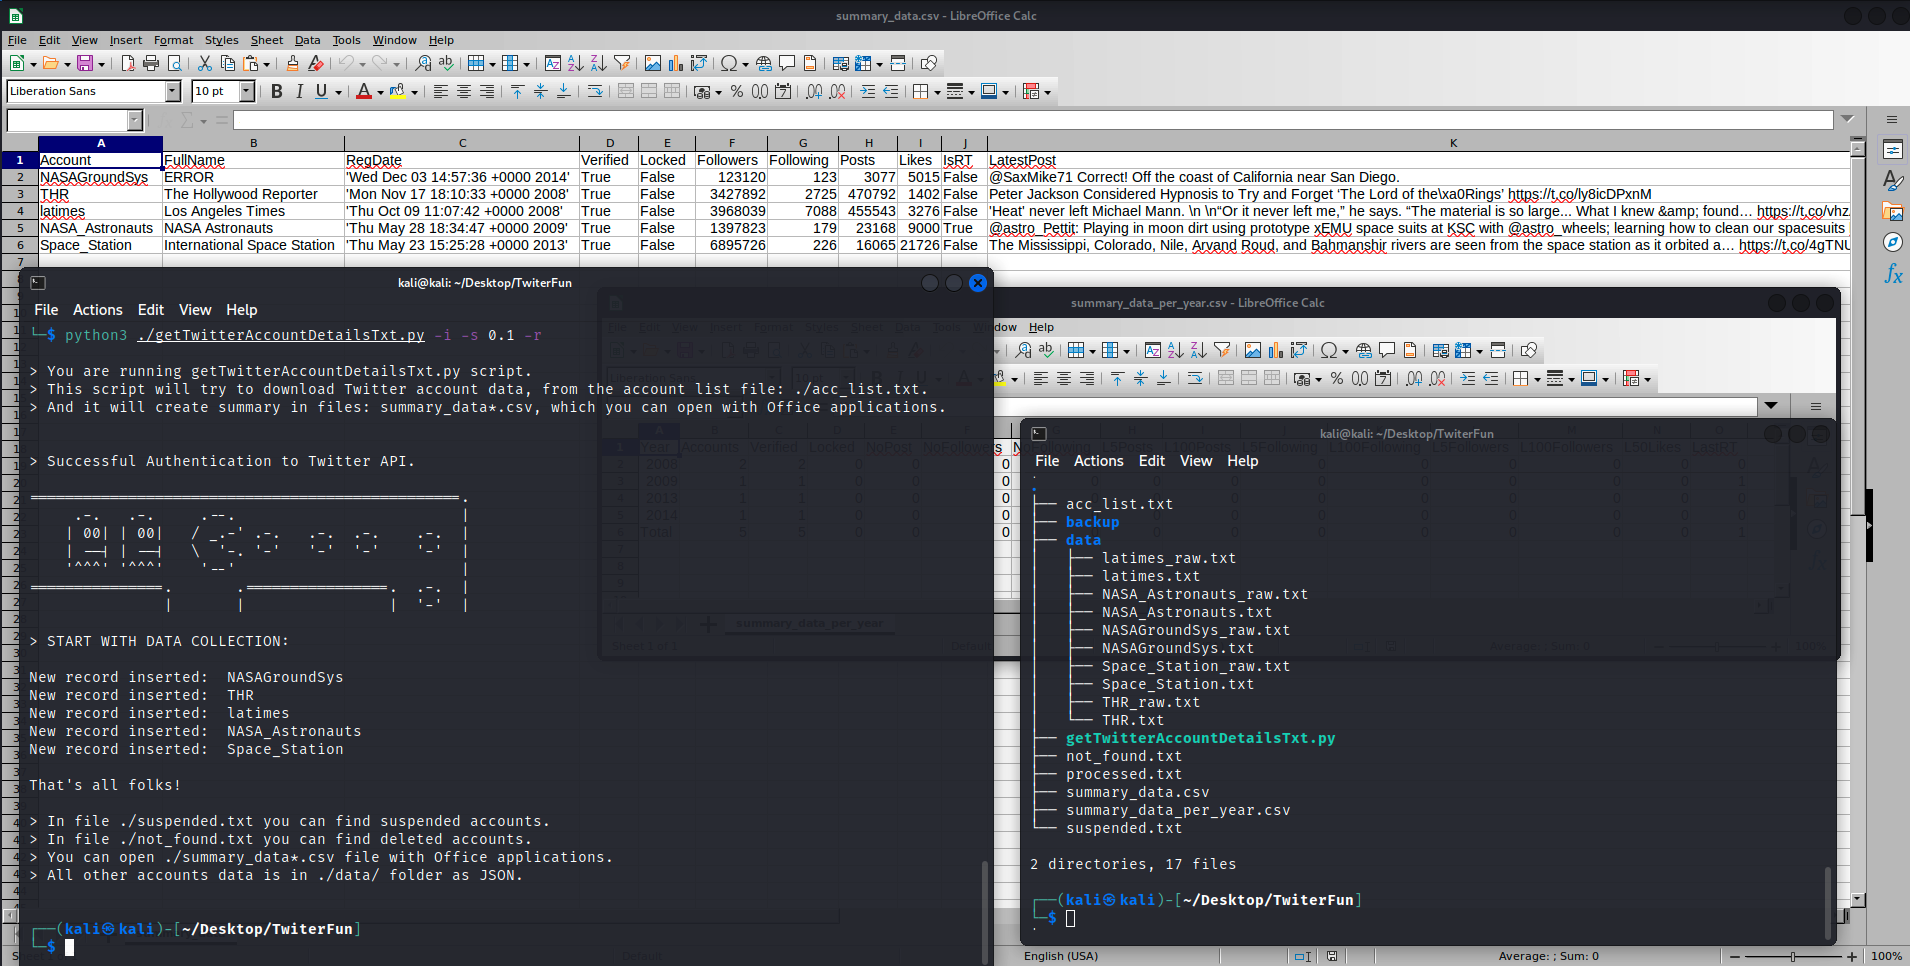 summary_data.csv - LibreOffice Calc
File Edit View Insert Format Styles Sheet Data Tools Window Help
Liberation Sans 10 pt
A B C D E F G H I J K
1 Account FullName RegDate Verified Locked Followers Following Posts Likes IsRT LatestPost
2 NASAGroundSys ERROR 'Wed Dec 03 14:57:36 +0000 2014' True False 123120 123 3077 5015 False @SaxMike71 Correct! Off the coast of California near San Diego.
3 THR The Hollywood Reporter 'Mon Nov 17 18:10:33 +0000 2008' True False 3427892 2725 470792 1402 False Peter Jackson Considered Hypnosis to Try and Forget ‘The Lord of the\xa0Rings’ https://t.co/ly8icDPxnM
4 latimes Los Angeles Times 'Thu Oct 09 11:07:42 +0000 2008' True False 3968039 7088 455543 3276 False 'Heat' never left Michael Mann. \n \n“Or it never left me,” he says. “The material is so large... What I knew &amp; found… https://t.co/vhz
5 NASA_Astronauts NASA Astronauts 'Thu May 28 18:34:47 +0000 2009' True False 1397823 179 23168 9000 True @astro_Pettit: Playing in moon dirt using prototype xEMU space suits at KSC with @astro_wheels; learning how to clean our spacesuits
6 Space_Station International Space Station 'Thu May 23 15:25:28 +0000 2013' True False 6895726 226 16065 21726 False The Mississippi, Colorado, Nile, Arvand Roud, and Bahmanshir rivers are seen from the space station as it orbited a… https://t.co/4gTNU
7
kali@kali: ~/Desktop/TwiterFun
File Actions Edit View Help
└─$ python3 ./getTwitterAccountDetailsTxt.py -i -s 0.1 -r
> You are running getTwitterAccountDetailsTxt.py script.
> This script will try to download Twitter account data, from the account list file: ./acc_list.txt.
> And it will create summary in files: summary_data*.csv, which you can open with Office applications.
> Successful Authentication to Twitter API.
> START WITH DATA COLLECTION:
New record inserted: NASAGroundSys
New record inserted: THR
New record inserted: latimes
New record inserted: NASA_Astronauts
New record inserted: Space_Station
That's all folks!
> In file ./suspended.txt you can find suspended accounts.
> In file ./not_found.txt you can find deleted accounts.
> You can open ./summary_data*.csv file with Office applications.
> All other accounts data is in ./data/ folder as JSON.
┌──(kali㉿kali)-[~/Desktop/TwiterFun]
└─$
summary_data_per_year.csv - LibreOffice Calc
Help
summary_data_per_year
kali@kali: ~/Desktop/TwiterFun
File Actions Edit View Help
.
├── acc_list.txt
├── backup
├── data
│   ├── latimes_raw.txt
│   ├── latimes.txt
│   ├── NASA_Astronauts_raw.txt
│   ├── NASA_Astronauts.txt
│   ├── NASAGroundSys_raw.txt
│   ├── NASAGroundSys.txt
│   ├── Space_Station_raw.txt
│   ├── Space_Station.txt
│   ├── THR_raw.txt
│   └── THR.txt
├── getTwitterAccountDetailsTxt.py
├── not_found.txt
├── processed.txt
├── summary_data.csv
├── summary_data_per_year.csv
└── suspended.txt
2 directories, 17 files
┌──(kali㉿kali)-[~/Desktop/TwiterFun]
└─$
English (USA) Average: ; Sum: 0 100%